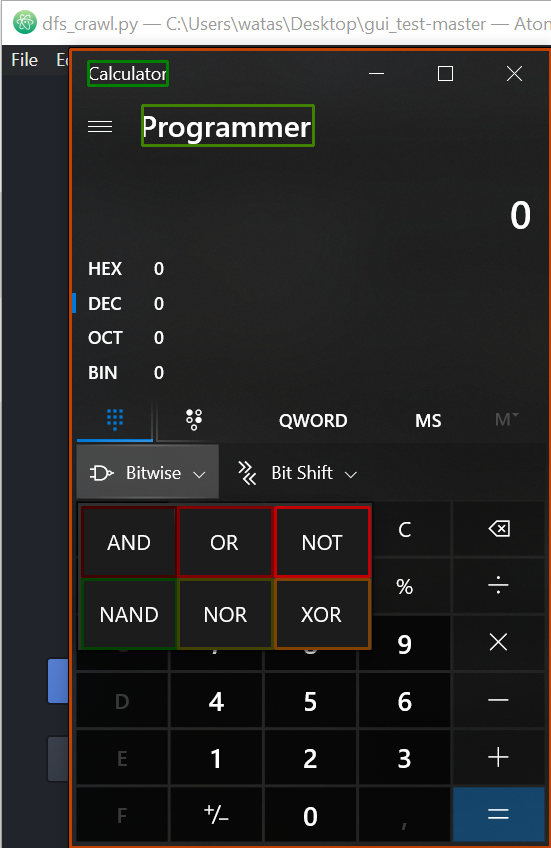 dfs_crawl.py — C:\Users\watas\Desktop\gui_test-master — Atom
File
Calculator
Programmer
0
HEX 0
DEC 0
OCT 0
BIN 0
QWORD MS M
Bitwise Bit Shift
AND OR NOT C
%
NAND NOR XOR
9
D 4 5 6
E 1 2 3
F +/− 0 ,